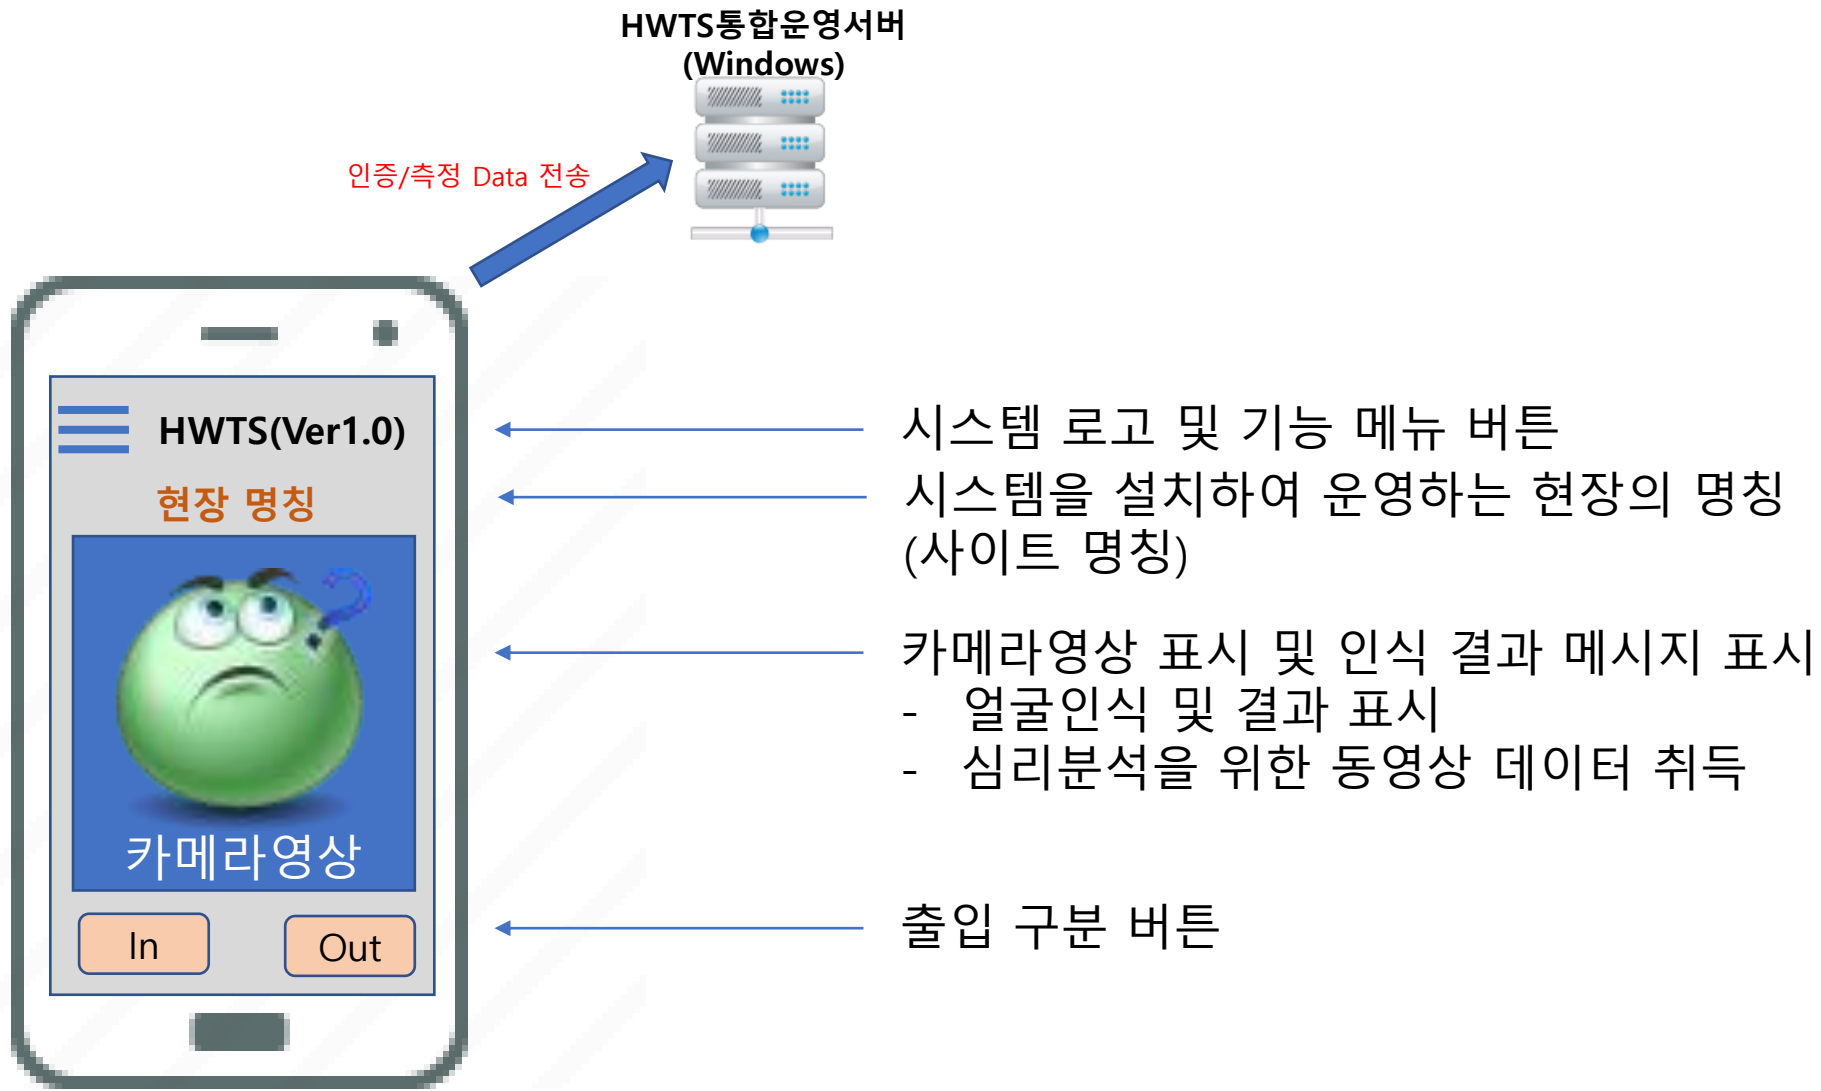 HWTS통합운영서버
(Windows)
인증/측정 Data 전송
HWTS(Ver1.0)
현장 명칭
카메라영상
In
Out
시스템 로고 및 기능 메뉴 버튼
시스템을 설치하여 운영하는 현장의 명칭
(사이트 명칭)
카메라영상 표시 및 인식 결과 메시지 표시
- 얼굴인식 및 결과 표시
- 심리분석을 위한 동영상 데이터 취득
출입 구분 버튼